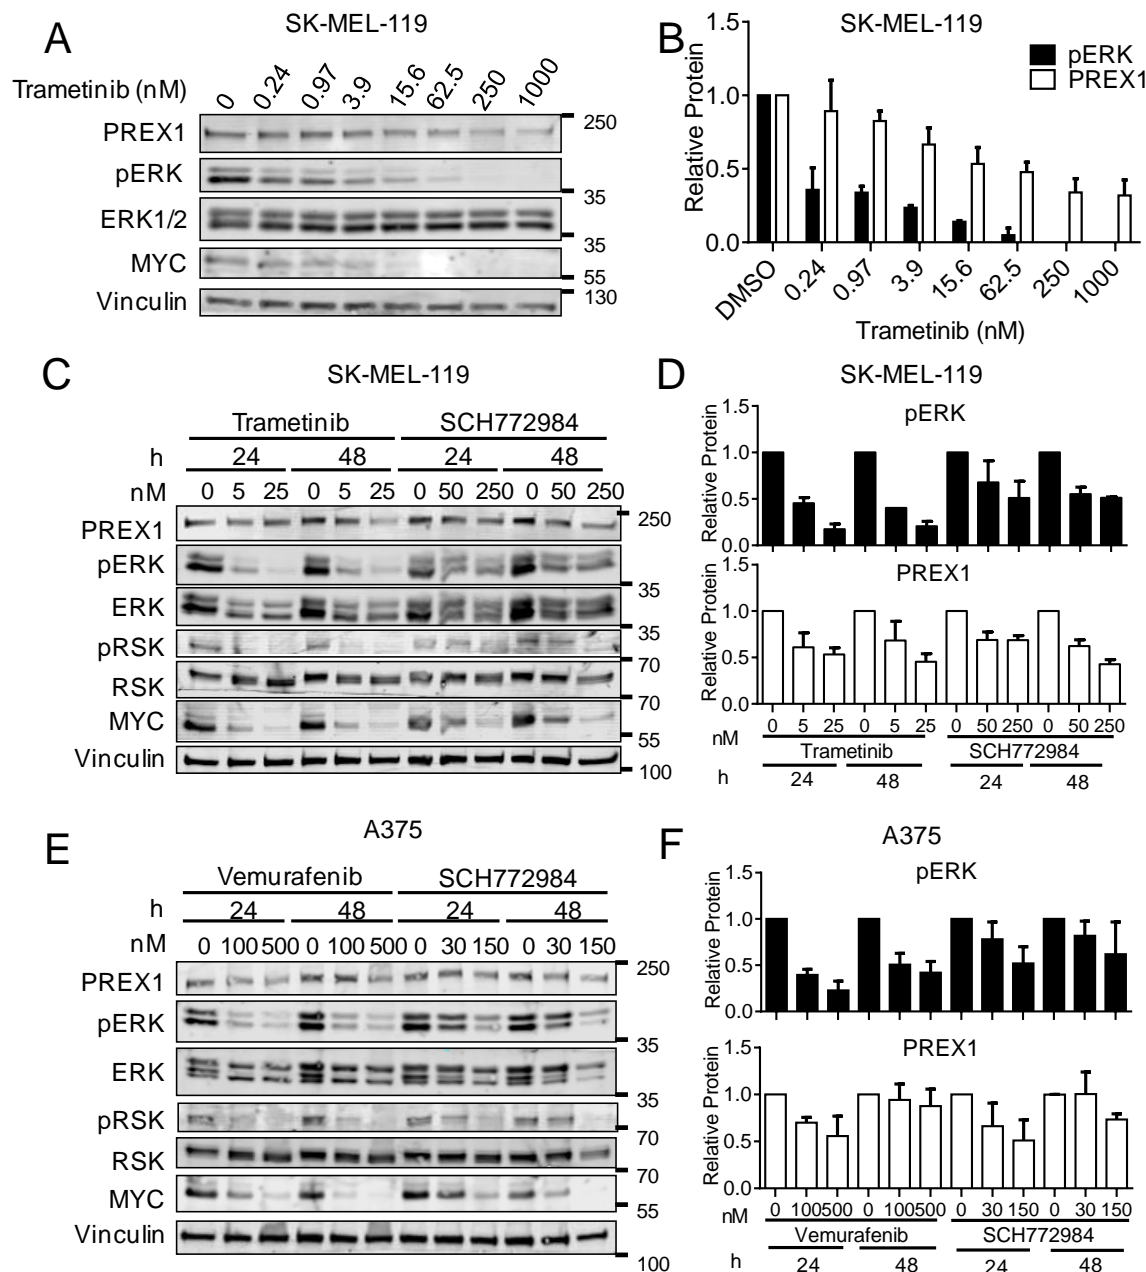 A
SK-MEL-119
Trametinib (nM)
0 0.24 0.97 3.9 15.6 62.5 250 1000
PREX1
250
pERK
35
ERK1/2
35
MYC
55
Vinculin
130
B
SK-MEL-119
pERK
PREX1
Relative Protein
1.5
1.0
0.5
0.0
DMSO 0.24 0.97 3.9 15.6 62.5 250 1000
Trametinib (nM)
C
SK-MEL-119
Trametinib SCH772984
h 24 48 24 48
nM 0 5 25 0 5 25 0 50 250 0 50 250
PREX1
250
pERK
35
ERK
35
pRSK
70
RSK
70
MYC
55
Vinculin
100
D
SK-MEL-119
pERK
Relative Protein
1.5
1.0
0.5
0.0
PREX1
Relative Protein
1.5
1.0
0.5
0.0
nM 0 5 25 0 5 25 0 50 250 0 50 250
Trametinib SCH772984
h 24 48 24 48
E
A375
Vemurafenib SCH772984
h 24 48 24 48
nM 0 100 500 0 100 500 0 30 150 0 30 150
PREX1
250
pERK
35
ERK
35
pRSK
70
RSK
70
MYC
55
Vinculin
100
F
A375
pERK
Relative Protein
1.5
1.0
0.5
0.0
PREX1
Relative Protein
1.5
1.0
0.5
0.0
nM 0 100 500 0 100 500 0 30 150 0 30 150
Vemurafenib SCH772984
h 24 48 24 48